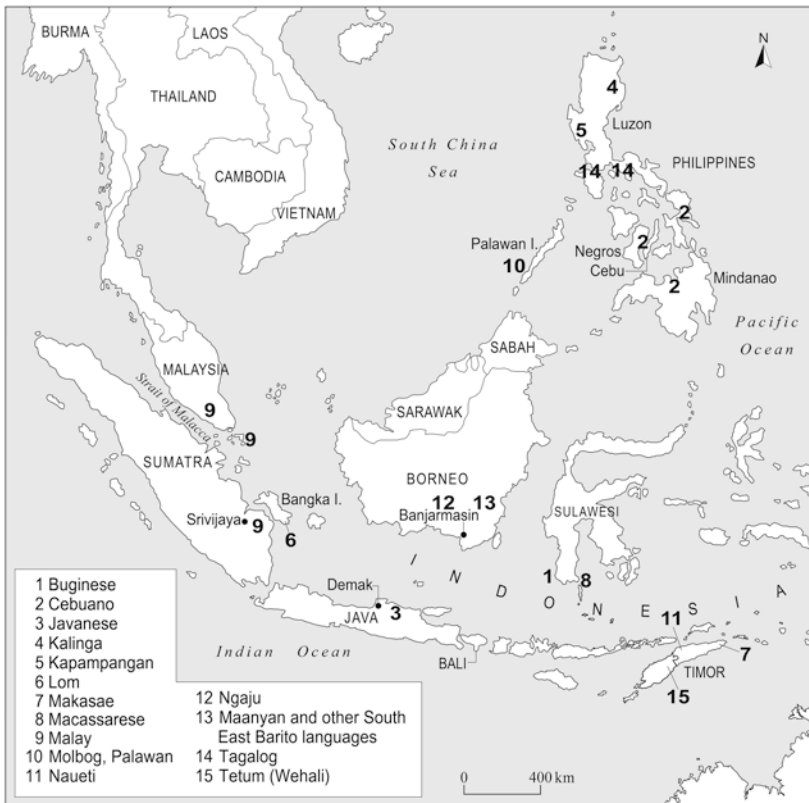 BURMA
LAOS
N
THAILAND
4
5
Luzon
South China
Sea
CAMBODIA
PHILIPPINES
14
14
VIETNAM
2
Palawan I.
10
Negros
2
Cebu
2
Mindanao
Pacific
Ocean
SABAH
MALAYSIA
Strait of Malacca
9
9
SARAWAK
SUMATRA
BORNEO
Bangka I.
12
13
Srivijaya
9
Banjarmasin
SULAWESI
6
INDONESIA
1
8
Demak
3
JAVA
11
Indian Ocean
BALI
7
TIMOR
15
1 Buginese
2 Cebuano
3 Javanese
4 Kalinga
5 Kapampangan
6 Lom
7 Makasae
8 Macassarese
9 Malay
10 Molbog, Palawan
11 Naueti
12 Ngaju
13 Maanyan and other South
East Barito languages
14 Tagalog
15 Tetum (Wehali)
0
400 km